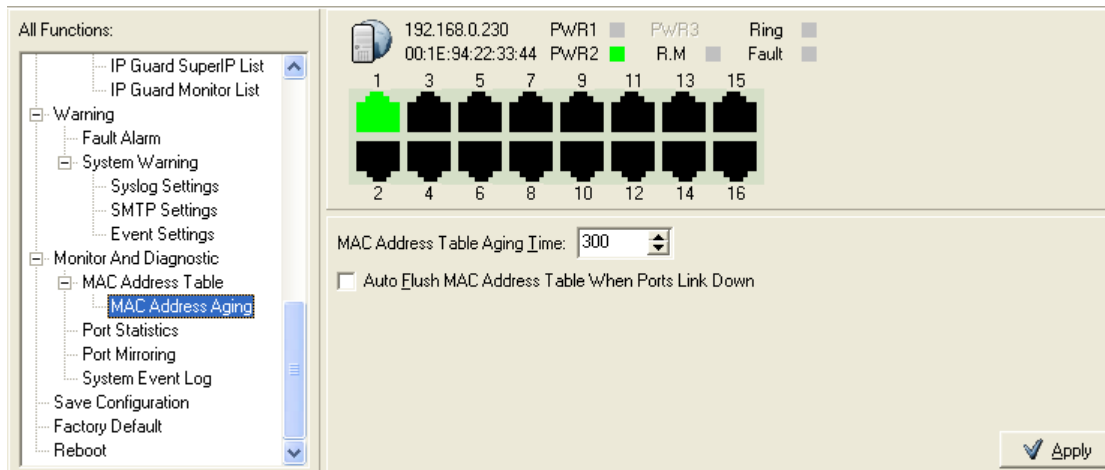 All Functions:
IP Guard SuperIP List
IP Guard Monitor List
Warning
Fault Alarm
System Warning
Syslog Settings
SMTP Settings
Event Settings
Monitor And Diagnostic
MAC Address Table
MAC Address Aging
Port Statistics
Port Mirroring
System Event Log
Save Configuration
Factory Default
Reboot
192.168.0.230 PWR1 PWR3 Ring
00:1E:94:22:33:44 PWR2 R.M Fault
1 3 5 7 9 11 13 15
2 4 6 8 10 12 14 16
MAC Address Table Aging Time: 300
Auto Flush MAC Address Table When Ports Link Down
Apply